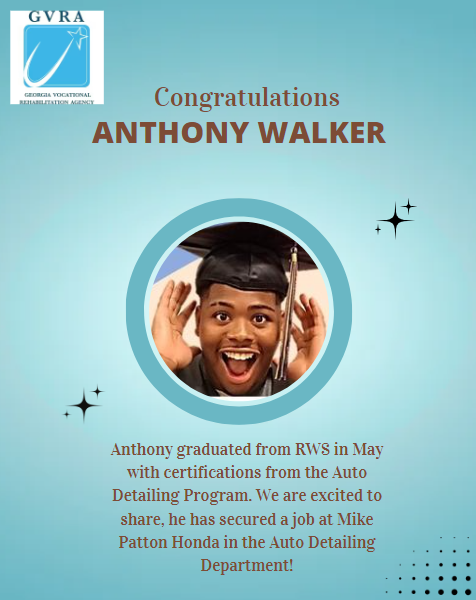 GVRA
GEORGIA VOCATIONAL
REHABILITATION AGENCY
Congratulations
ANTHONY WALKER
Anthony graduated from RWS in May
with certifications from the Auto
Detailing Program. We are excited to
share, he has secured a job at Mike
Patton Honda in the Auto Detailing
Department!